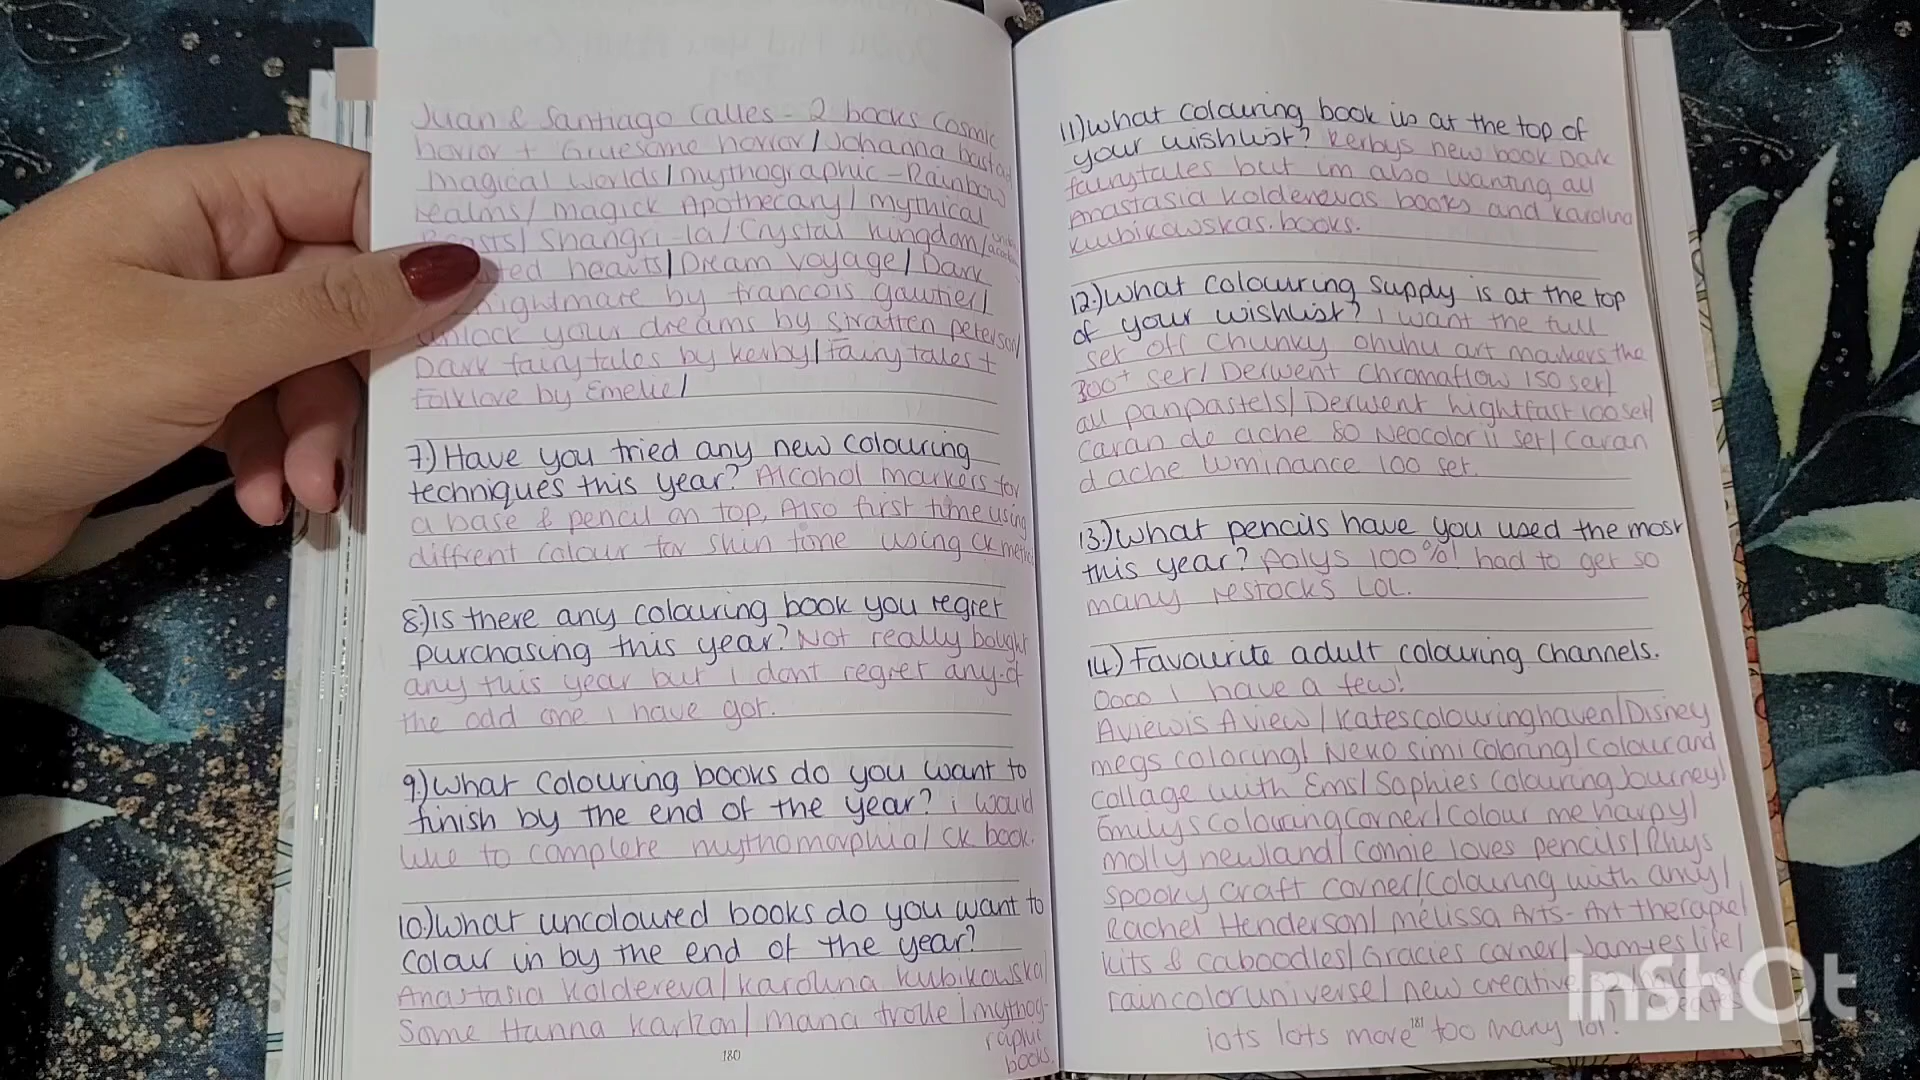 Juan & Santiago Calles - 2 books Cosmic
horror + Gruesome horror / Johanna Basford
magical worlds / mythographic - Rainbow
realms / magick Apothecary / mythical
Beasts / Shangri-la / Crystal kingdom /
hearts / Dream voyage / Dark
nightmare by francois gautier /
unlock your dreams by
Dark fairytales by kerby / Fairytales +
Folklore by Emelie /
7.) Have you tried any new colouring
techniques this year? Alcohol markers for
a base & pencil on top, Also first time using
diffrent colour for skin tone using CK method
8.) Is there any colouring book you regret
purchasing this year? Not really bought
any this year but I dont regret any of
the odd one I have got.
9.) What colouring books do you want to
finish by the end of the year? i would
like to complete mythomorphia / CK book.
10.) What uncoloured books do you want to
colour in by the end of the year?
Anastasia Koldereva / karolina kubikowska /
Some Hanna Karlzon / maria trolle / mythog-
raphic
books.
180
11) What colouring book is at the top of
your wishlist? Kerbys new book Dark
fairytales but im also wanting all
Anastasia Kolderevas books and karolina
kubikowskas. books.
12.) What colouring supply is at the top
of your wishlist? I want the full
set off Chunky ohuhu art markers the
300+ set / Derwent Chromaflow 150 set /
all panpastels / Derwent lightfast 100 set /
Caran de ache 80 Neocolor II set / Caran
d ache luminance 100 set.
13.) What pencils have you used the most
this year? Polys 100%! had to get so
many restocks LOL.
14.) Favourite adult colouring channels.
Oooo I have a few!
Aviewis Aview / katescolouringhaven / Disney
megs coloring / Neko simi coloring / colour and
collage with Ems / Sophies Colouring Journey /
Emilys colouring corner / Colour me harpy /
molly newland / Connie loves pencils / Rhys
spooky craft corner / Colouring with amy /
Rachel Henderson / mélissa Arts - Art therapie /
kits & caboodles / Gracies corner / Jamies life /
raincoloruniverse / new creative
creates
lots lots more too many lol!
181
InShOt